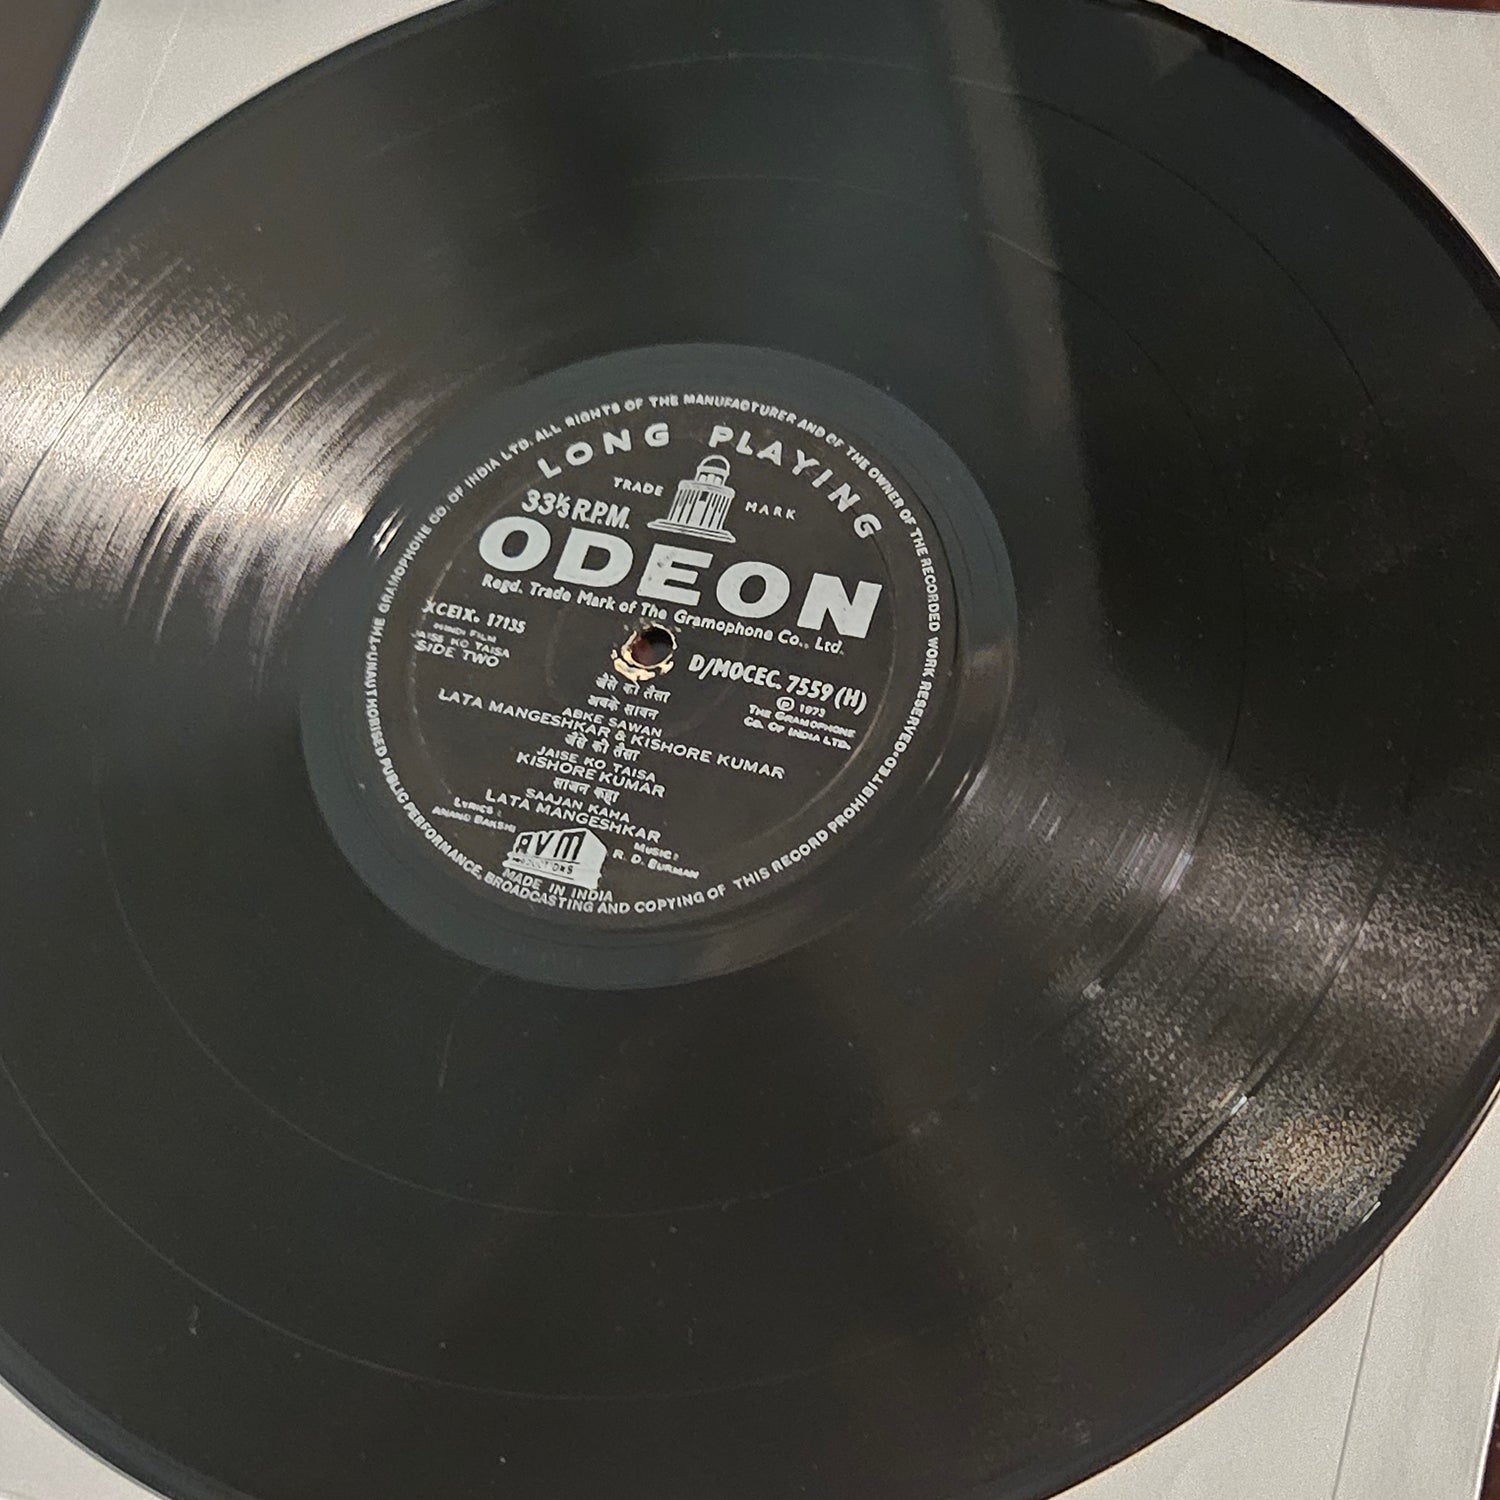 THE GRAMOPHONE CO. OF INDIA LTD. ALL RIGHTS OF THE MANUFACTURER AND OF THE OWNER OF THE RECORDED WORK RESERVED • UNAUTHORISED PUBLIC PERFORMANCE, BROADCASTING AND COPYING OF THIS RECORD PROHIBITED •
LONG PLAYING
TRADE MARK
33⅓ R.P.M.
ODEON
Regd. Trade Mark of The Gramophone Co., Ltd.
XCEIX. 17135
HINDI FILM
JAISE KO TAISA
SIDE TWO
D/MOCEC. 7559 (H)
Ⓟ 1973
THE GRAMOPHONE
CO. OF INDIA LTD.
जैसे को तैसा
अबके सावन
ABKE SAWAN
LATA MANGESHKAR & KISHORE KUMAR
जैसे को तैसा
JAISE KO TAISA
KISHORE KUMAR
साजन कहा
SAAJAN KAHA
LATA MANGESHKAR
LYRICS :
ANAND BAKSHI
MUSIC :
R. D. BURMAN
AVM
PRODUCTIONS
MADE IN INDIA